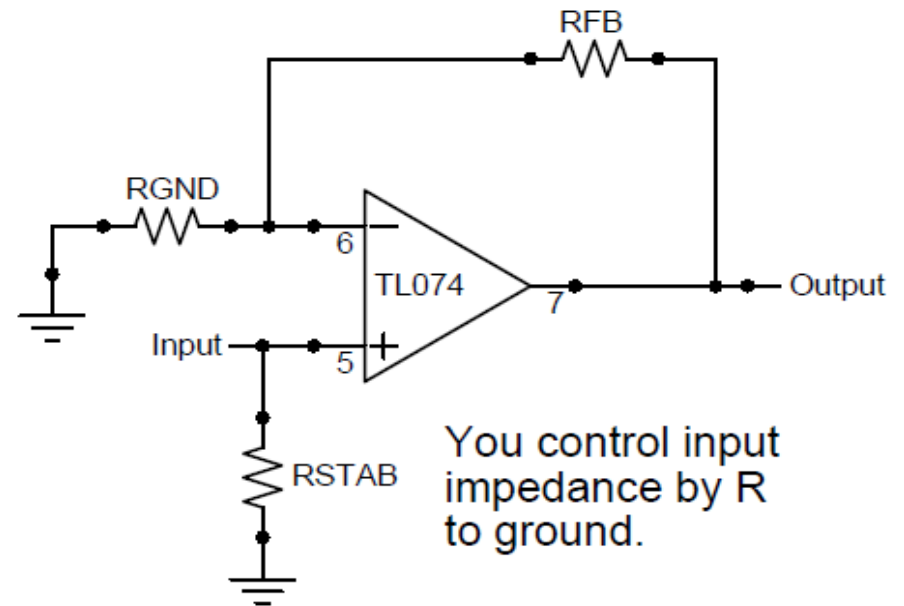 RFB
RGND
6
TL074
7
Output
Input
5
RSTAB
You control input
impedance by R
to ground.